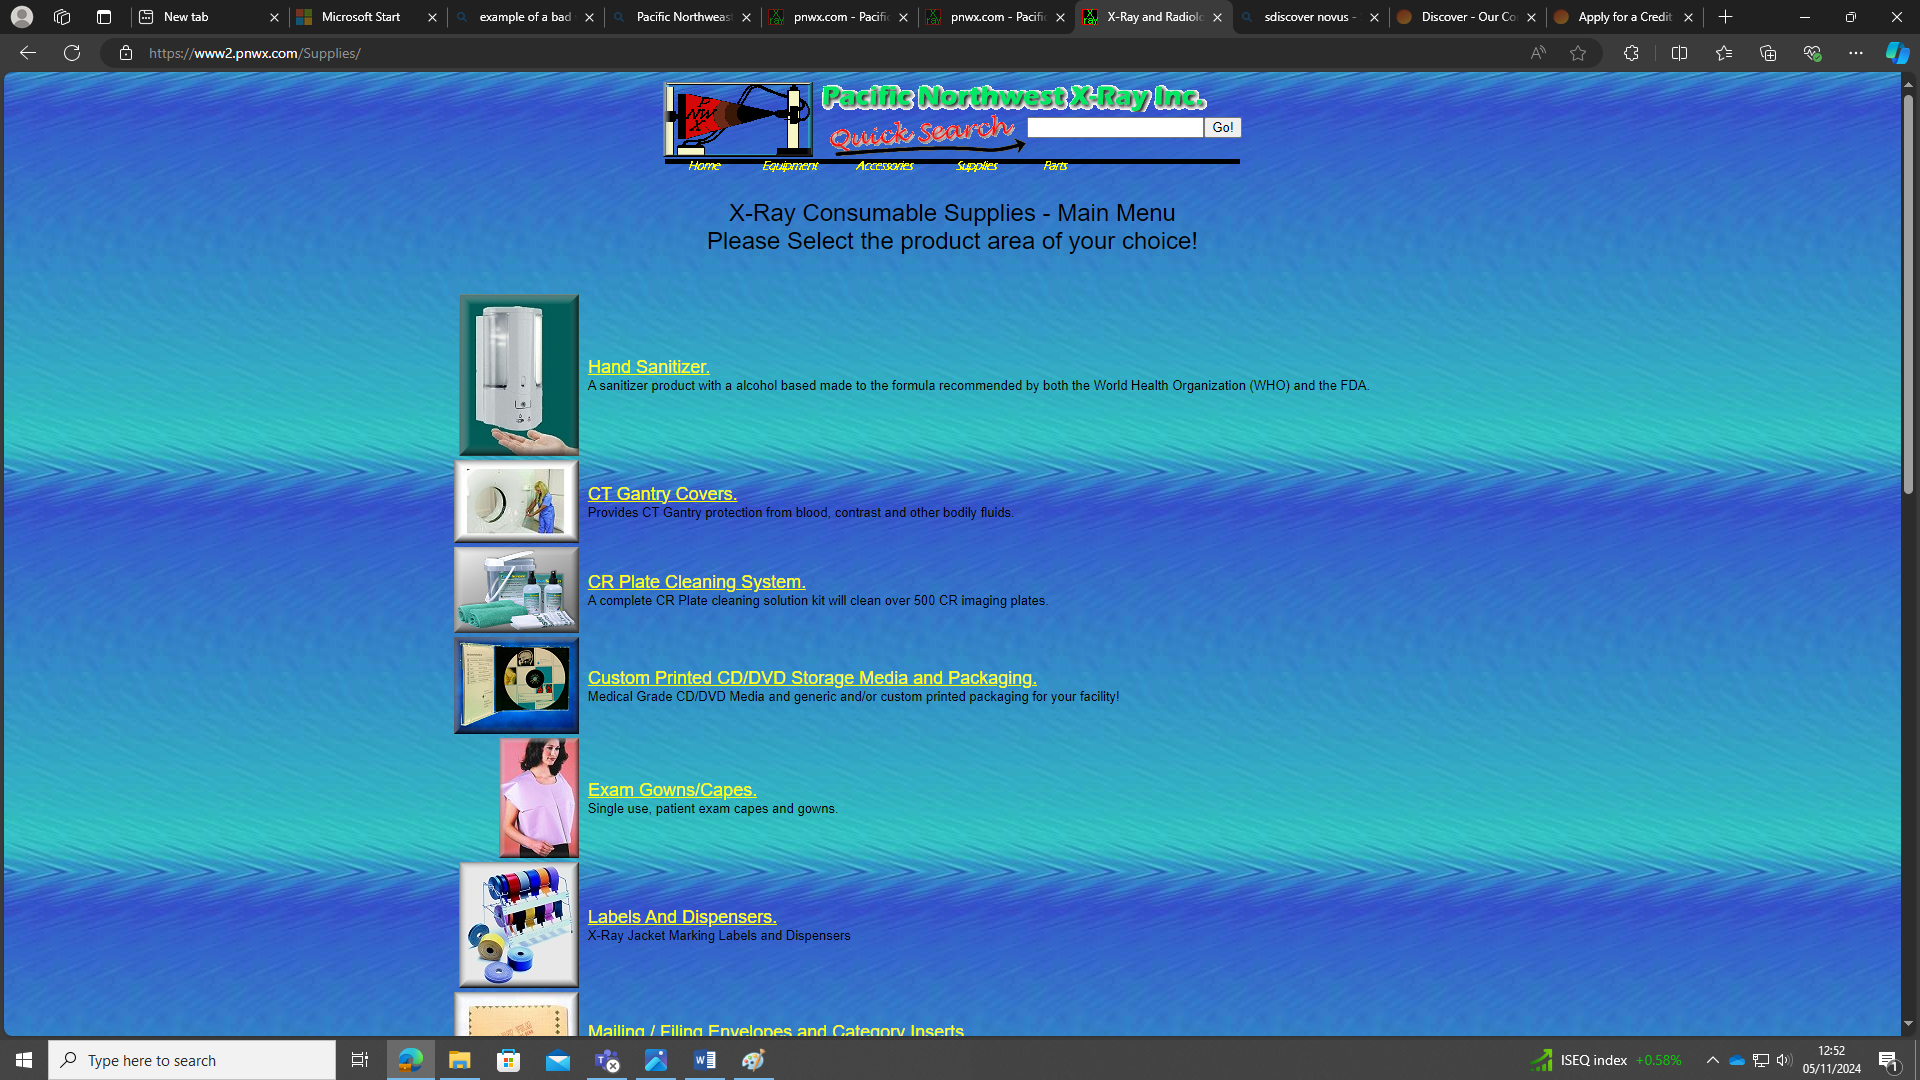 New tab
Microsoft Start
example of a bad
Pacific Northwest
pnwx.com - Pacific
pnwx.com - Pacific
X-Ray and Radiolo
sdiscover novus -
Discover - Our Co
Apply for a Credit
https://www2.pnwx.com/Supplies/
P
NW
X
Pacific Northwest X-Ray Inc.
Quick Search
Go!
Home Equipment Accessories Supplies Parts
X-Ray Consumable Supplies - Main Menu
Please Select the product area of your choice!
Hand Sanitizer.
A sanitizer product with a alcohol based made to the formula recommended by both the World Health Organization (WHO) and the FDA.
CT Gantry Covers.
Provides CT Gantry protection from blood, contrast and other bodily fluids.
CR Plate Cleaning System.
A complete CR Plate cleaning solution kit will clean over 500 CR imaging plates.
Custom Printed CD/DVD Storage Media and Packaging.
Medical Grade CD/DVD Media and generic and/or custom printed packaging for your facility!
Exam Gowns/Capes.
Single use, patient exam capes and gowns.
Labels And Dispensers.
X-Ray Jacket Marking Labels and Dispensers
Mailing / Filing Envelopes and Category Inserts
Type here to search
ISEQ index +0.58%
12:52
05/11/2024
1